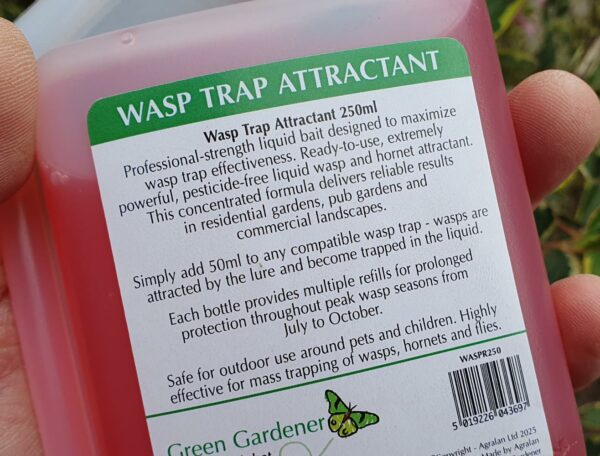 WASP TRAP ATTRACTANT
Wasp Trap Attractant 250ml
Professional-strength liquid bait designed to maximize
wasp trap effectiveness. Ready-to-use, extremely
powerful, pesticide-free liquid wasp and hornet attractant.
This concentrated formula delivers reliable results
in residential gardens, pub gardens and
commercial landscapes.
Simply add 50ml to any compatible wasp trap - wasps are
attracted by the lure and become trapped in the liquid.
Each bottle provides multiple refills for prolonged
protection throughout peak wasp seasons from
July to October.
Safe for outdoor use around pets and children. Highly
effective for mass trapping of wasps, hornets and flies.
WASPR250
5 019226 043697
Green Gardener
Copyright - Agralan Ltd 2025
Made by Agralan